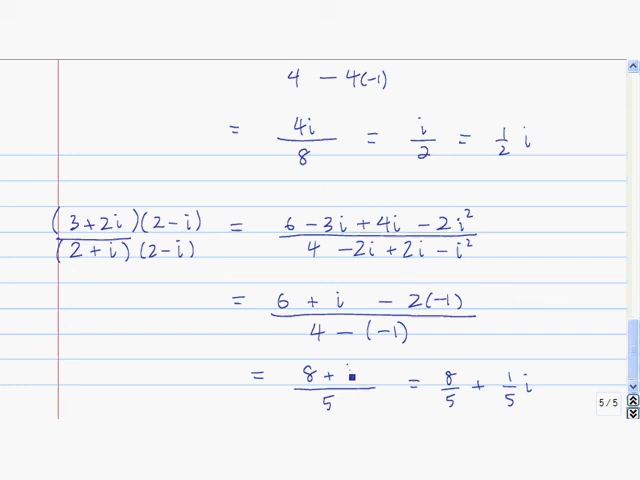 4 - 4(-1)
= 4i/8 = i/2 = 1/2 i
(3+2i)(2-i)/(2+i)(2-i) = 6-3i+4i-2i²/4-2i+2i-i²
= 6+i-2(-1)/4-(-1)
= 8+i/5 = 8/5 + 1/5 i
5/5